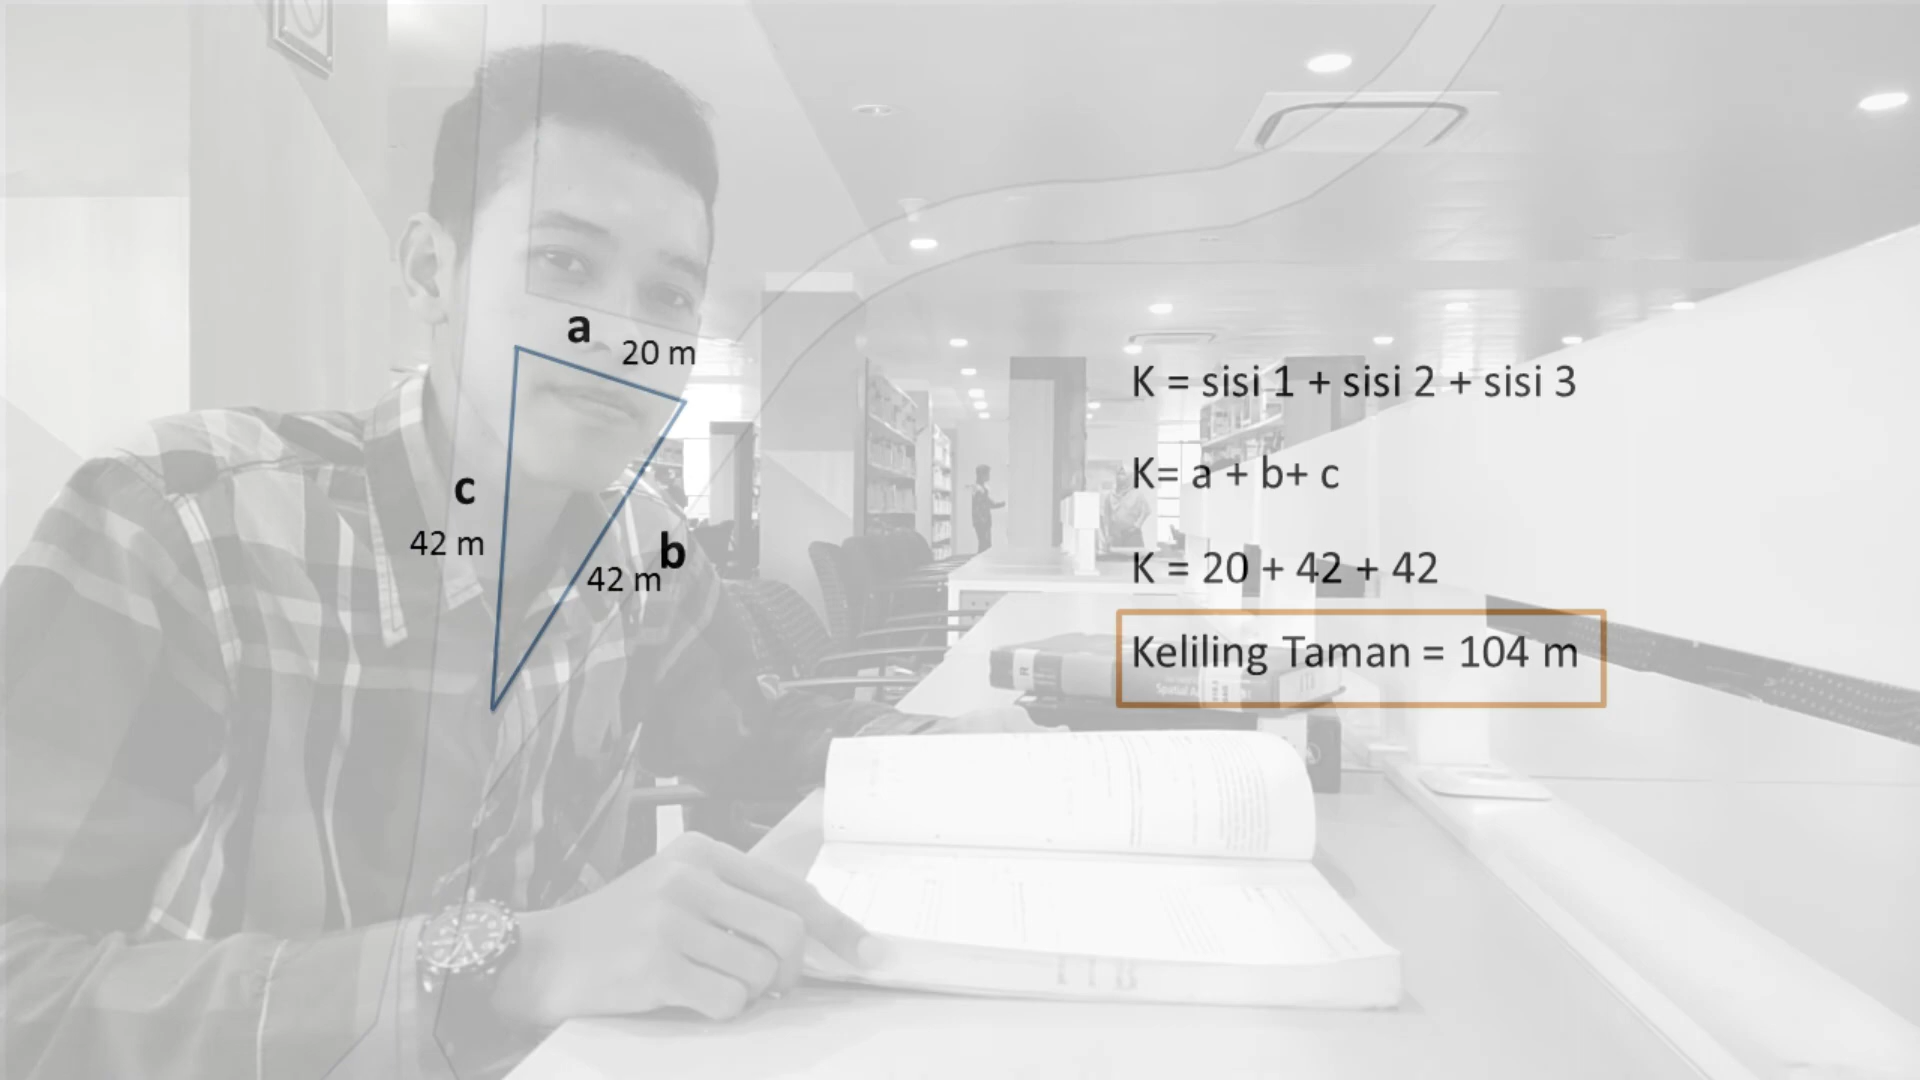 a
20 m
c
42 m
b
42 m
K = sisi 1 + sisi 2 + sisi 3
K= a + b+ c
K = 20 + 42 + 42
Keliling Taman = 104 m